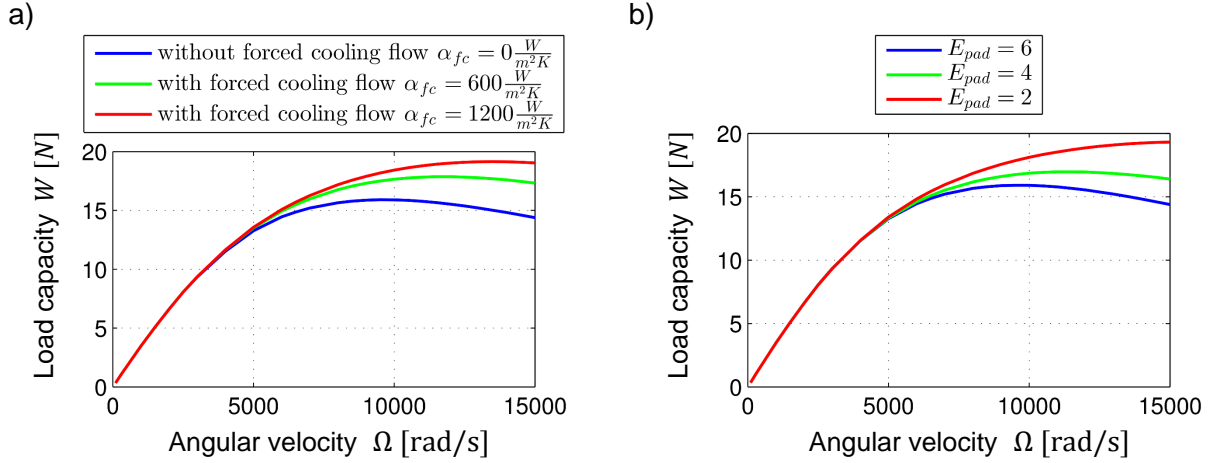 a)
without forced cooling flow α_fc = 0 W/m²K
with forced cooling flow α_fc = 600 W/m²K
with forced cooling flow α_fc = 1200 W/m²K
Load capacity W [N]
20
15
10
5
0
0 5000 10000 15000
Angular velocity Ω [rad/s]
b)
E_pad = 6
E_pad = 4
E_pad = 2
Load capacity W [N]
20
15
10
5
0
0 5000 10000 15000
Angular velocity Ω [rad/s]